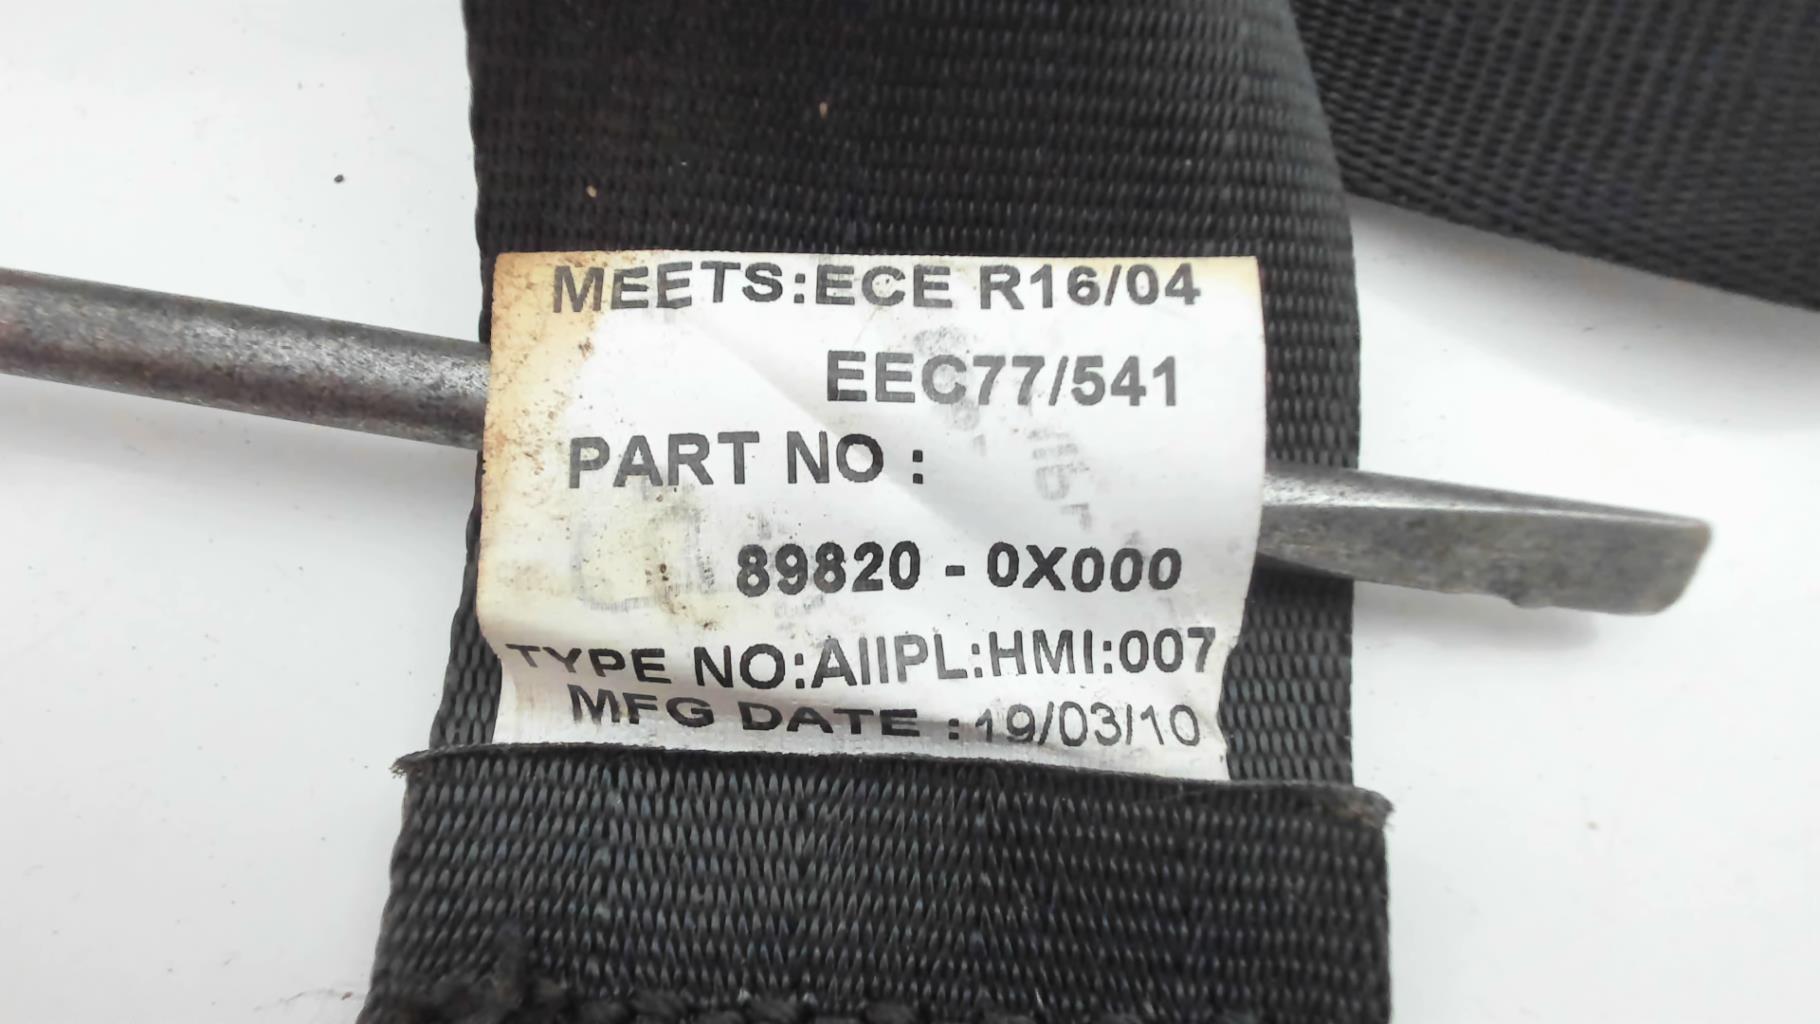 MEETS:ECE R16/04
EEC77/541
PART NO :
89820 - 0X000
TYPE NO:AIIPL:HMI:007
MFG DATE :19/03/10